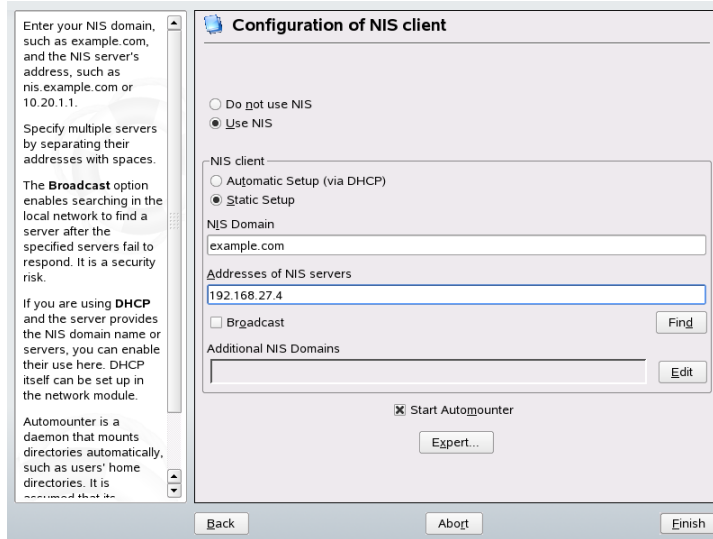 Enter your NIS domain,
such as example.com,
and the NIS server's
address, such as
nis.example.com or
10.20.1.1.
Specify multiple servers
by separating their
addresses with spaces.
The Broadcast option
enables searching in the
local network to find a
server after the
specified servers fail to
respond. It is a security
risk.
If you are using DHCP
and the server provides
the NIS domain name or
servers, you can enable
their use here. DHCP
itself can be set up in
the network module.
Automounter is a
daemon that mounts
directories automatically,
such as users' home
directories. It is
assumed that its
Configuration of NIS client
Do not use NIS
Use NIS
NIS client
Automatic Setup (via DHCP)
Static Setup
NIS Domain
example.com
Addresses of NIS servers
192.168.27.4
Broadcast
Find
Additional NIS Domains
Edit
Start Automounter
Expert...
Back
Abort
Finish